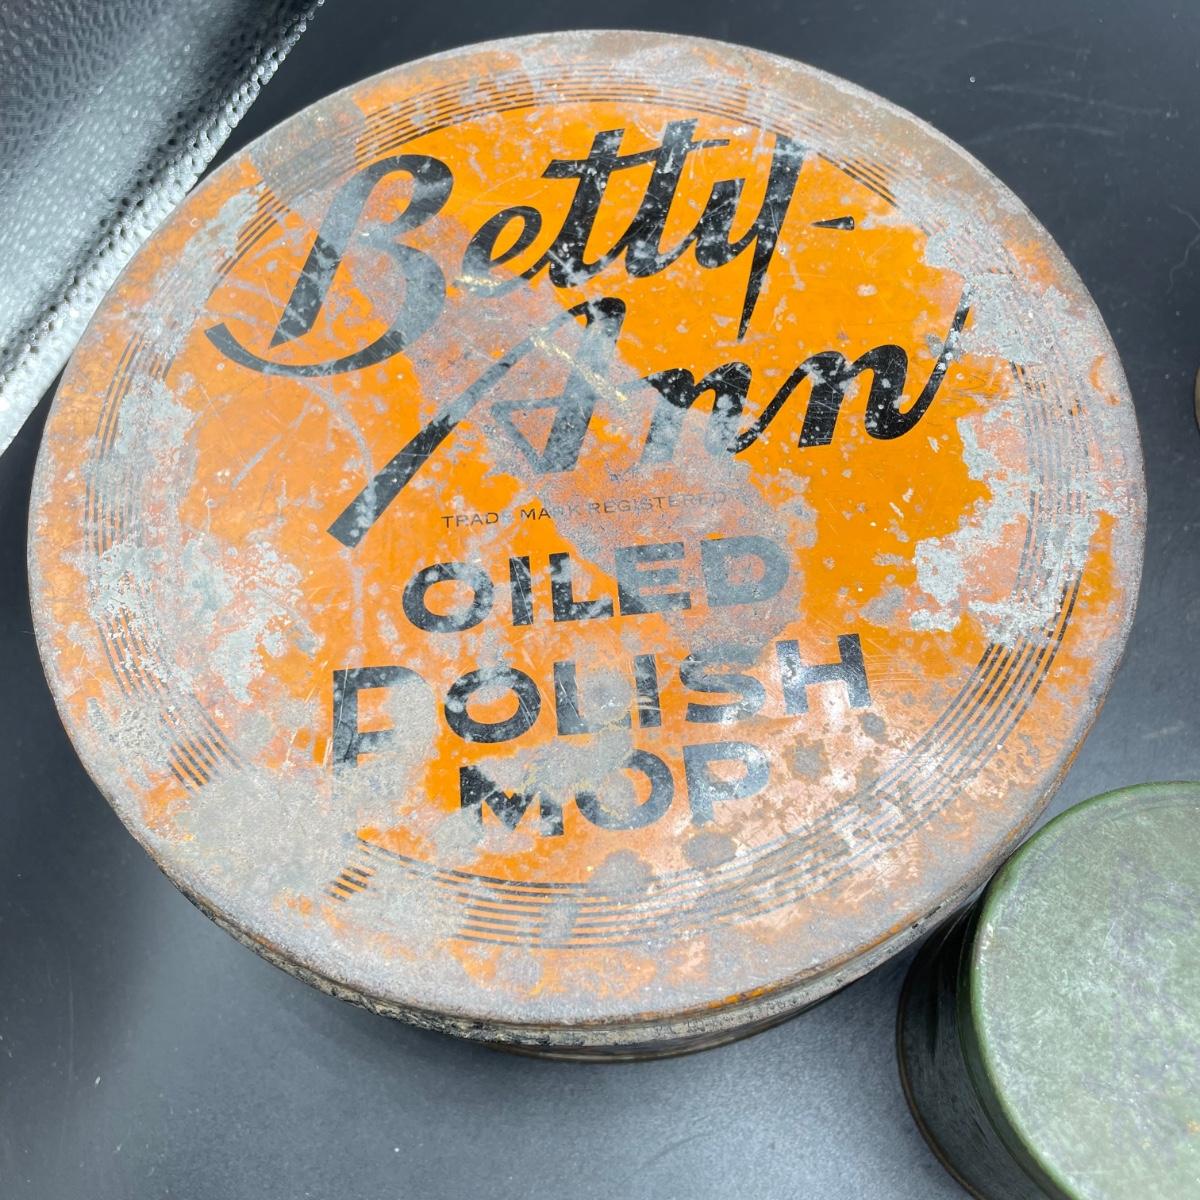 Betty-
Ann
TRADE MARK REGISTERED
OILED
POLISH
MOP